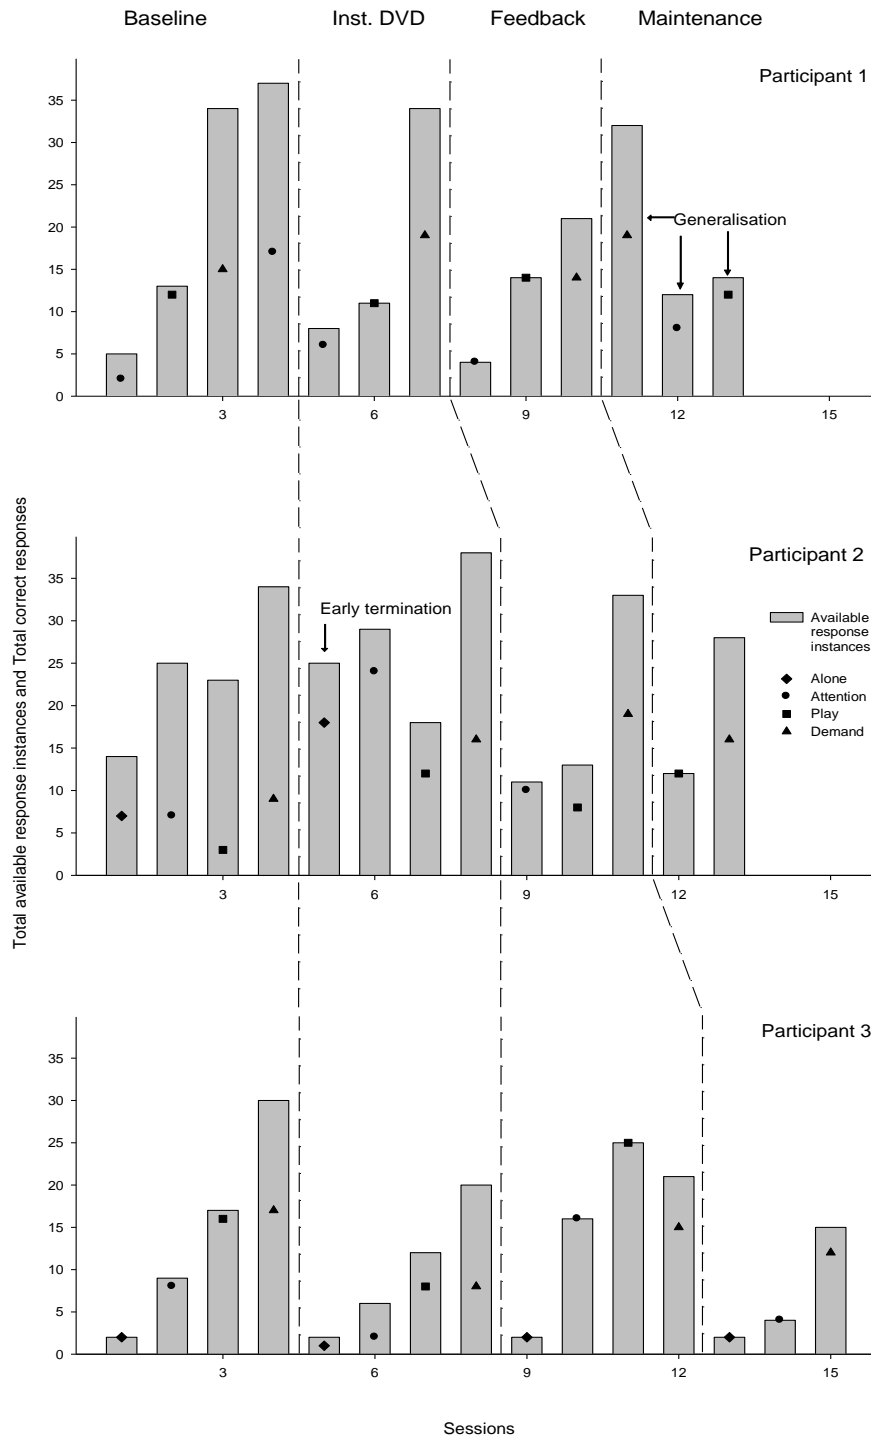 Baseline Inst. DVD Feedback Maintenance
Participant 1
35
30
25
20
15
10
5
0
Generalisation
3 6 9 12 15
Total available response instances and Total correct responses
Participant 2
35
30
25
20
15
10
5
0
Early termination
Available
response
instances
Alone
Attention
Play
Demand
3 6 9 12 15
Participant 3
35
30
25
20
15
10
5
0
3 6 9 12 15
Sessions